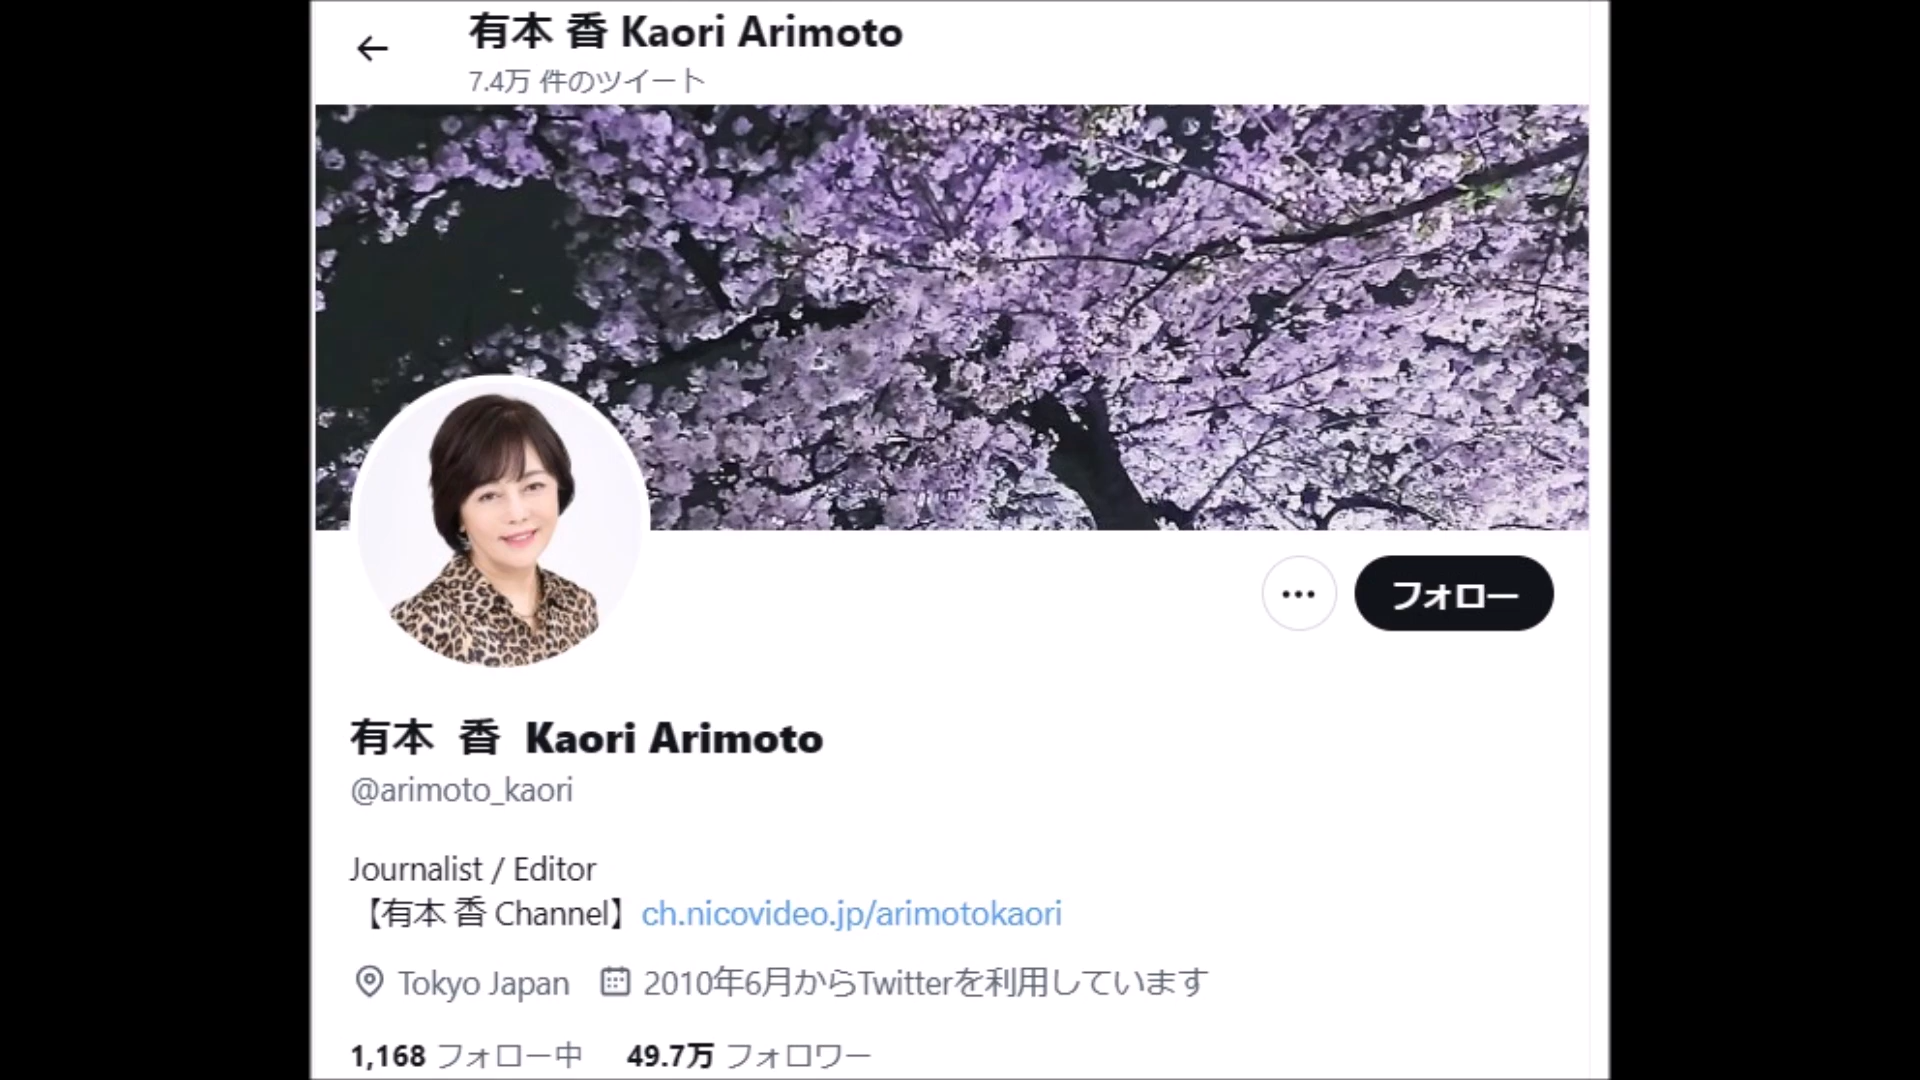 有本 香 Kaori Arimoto
7.4万 件のツイート
フォロー
有本 香 Kaori Arimoto
@arimoto_kaori
Journalist / Editor
【有本 香 Channel】ch.nicovideo.jp/arimotokaori
Tokyo Japan 2010年6月からTwitterを利用しています
1,168 フォロー中 49.7万 フォロワー